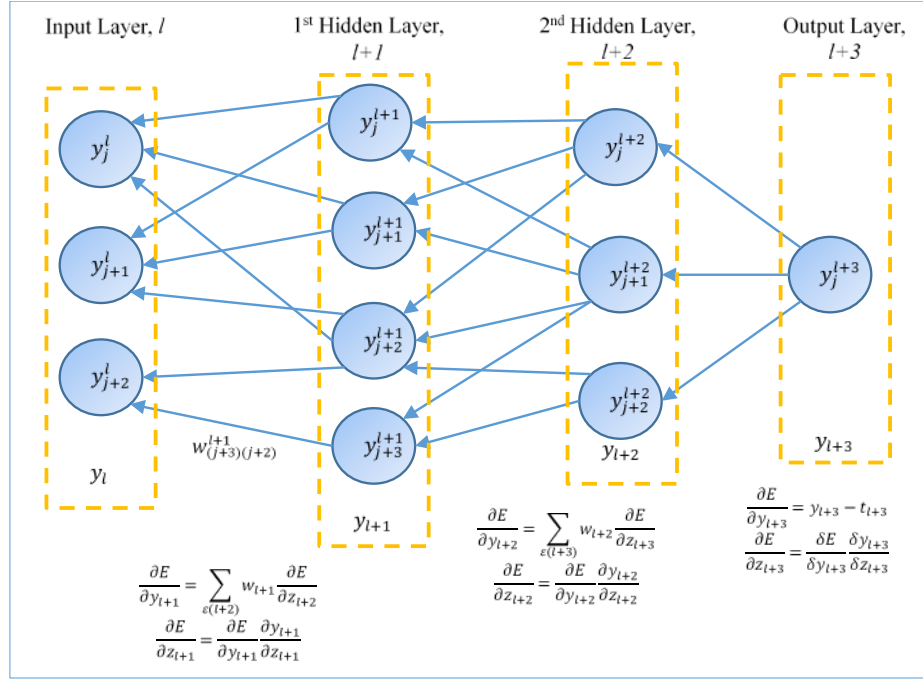 Input Layer, l
1st Hidden Layer,
l+1
2nd Hidden Layer,
l+2
Output Layer,
l+3
y_j^l
y_{j+1}^l
y_{j+2}^l
y_l
y_j^{l+1}
y_{j+1}^{l+1}
y_{j+2}^{l+1}
y_{j+3}^{l+1}
y_{l+1}
w_{(j+3)(j+2)}^{l+1}
y_j^{l+2}
y_{j+1}^{l+2}
y_{j+2}^{l+2}
y_{l+2}
y_j^{l+3}
y_{l+3}
∂E/∂y_{l+1} = ∑_{ε(l+2)} w_{l+1} ∂E/∂z_{l+2}
∂E/∂z_{l+1} = ∂E/∂y_{l+1} ∂y_{l+1}/∂z_{l+1}
∂E/∂y_{l+2} = ∑_{ε(l+3)} w_{l+2} ∂E/∂z_{l+3}
∂E/∂z_{l+2} = ∂E/∂y_{l+2} ∂y_{l+2}/∂z_{l+2}
∂E/∂y_{l+3} = y_{l+3} − t_{l+3}
∂E/∂z_{l+3} = δE/δy_{l+3} δy_{l+3}/δz_{l+3}